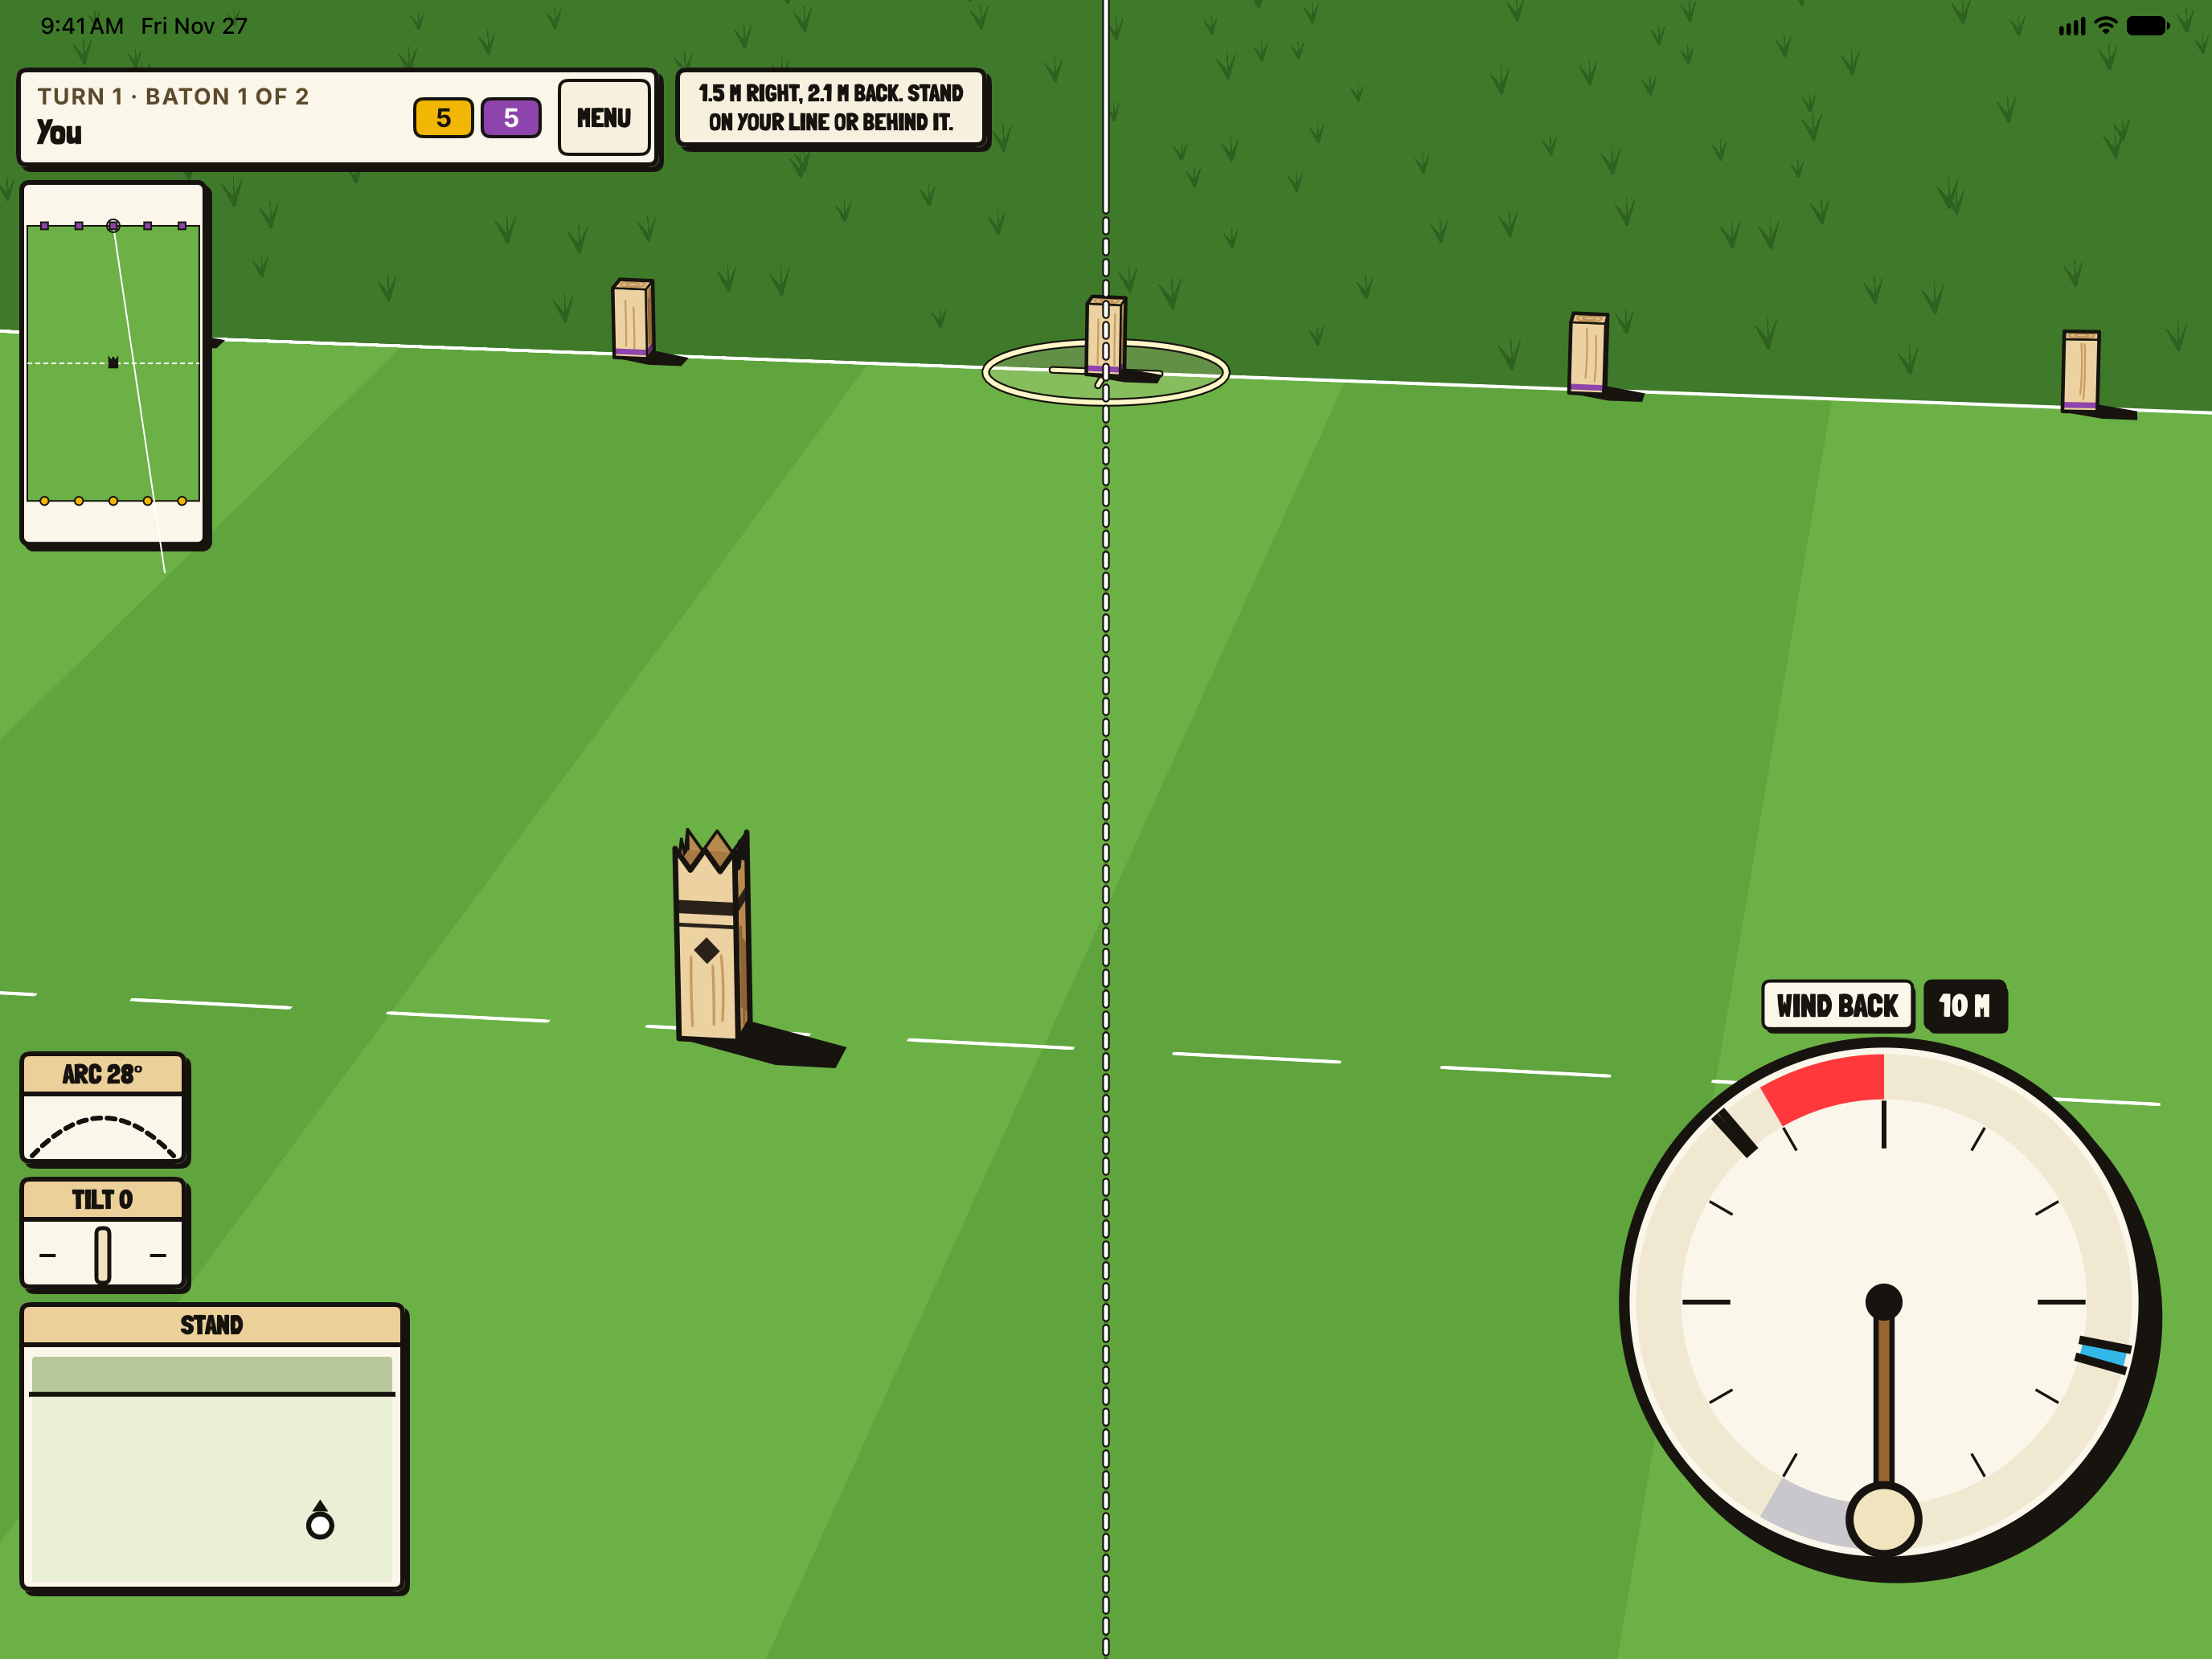 9:41 AM Fri Nov 27
TURN 1 · BATON 1 OF 2
You
5 5
MENU
1.5 M RIGHT, 2.1 M BACK. STAND
ON YOUR LINE OR BEHIND IT.
WIND BACK 10 M
ARC 28°
TILT 0
STAND